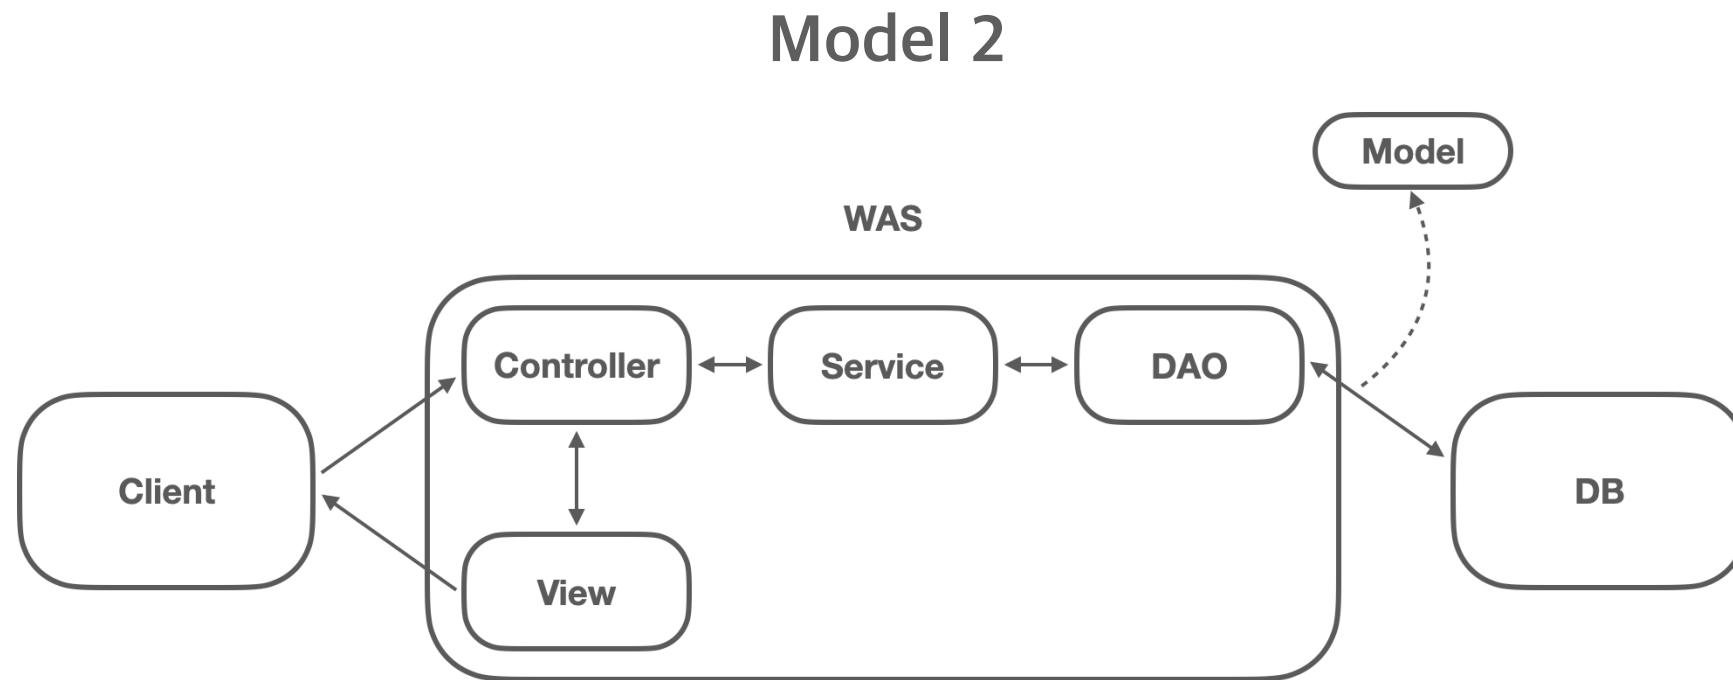 Model 2
Model
WAS
Controller
Service
DAO
Client
DB
View